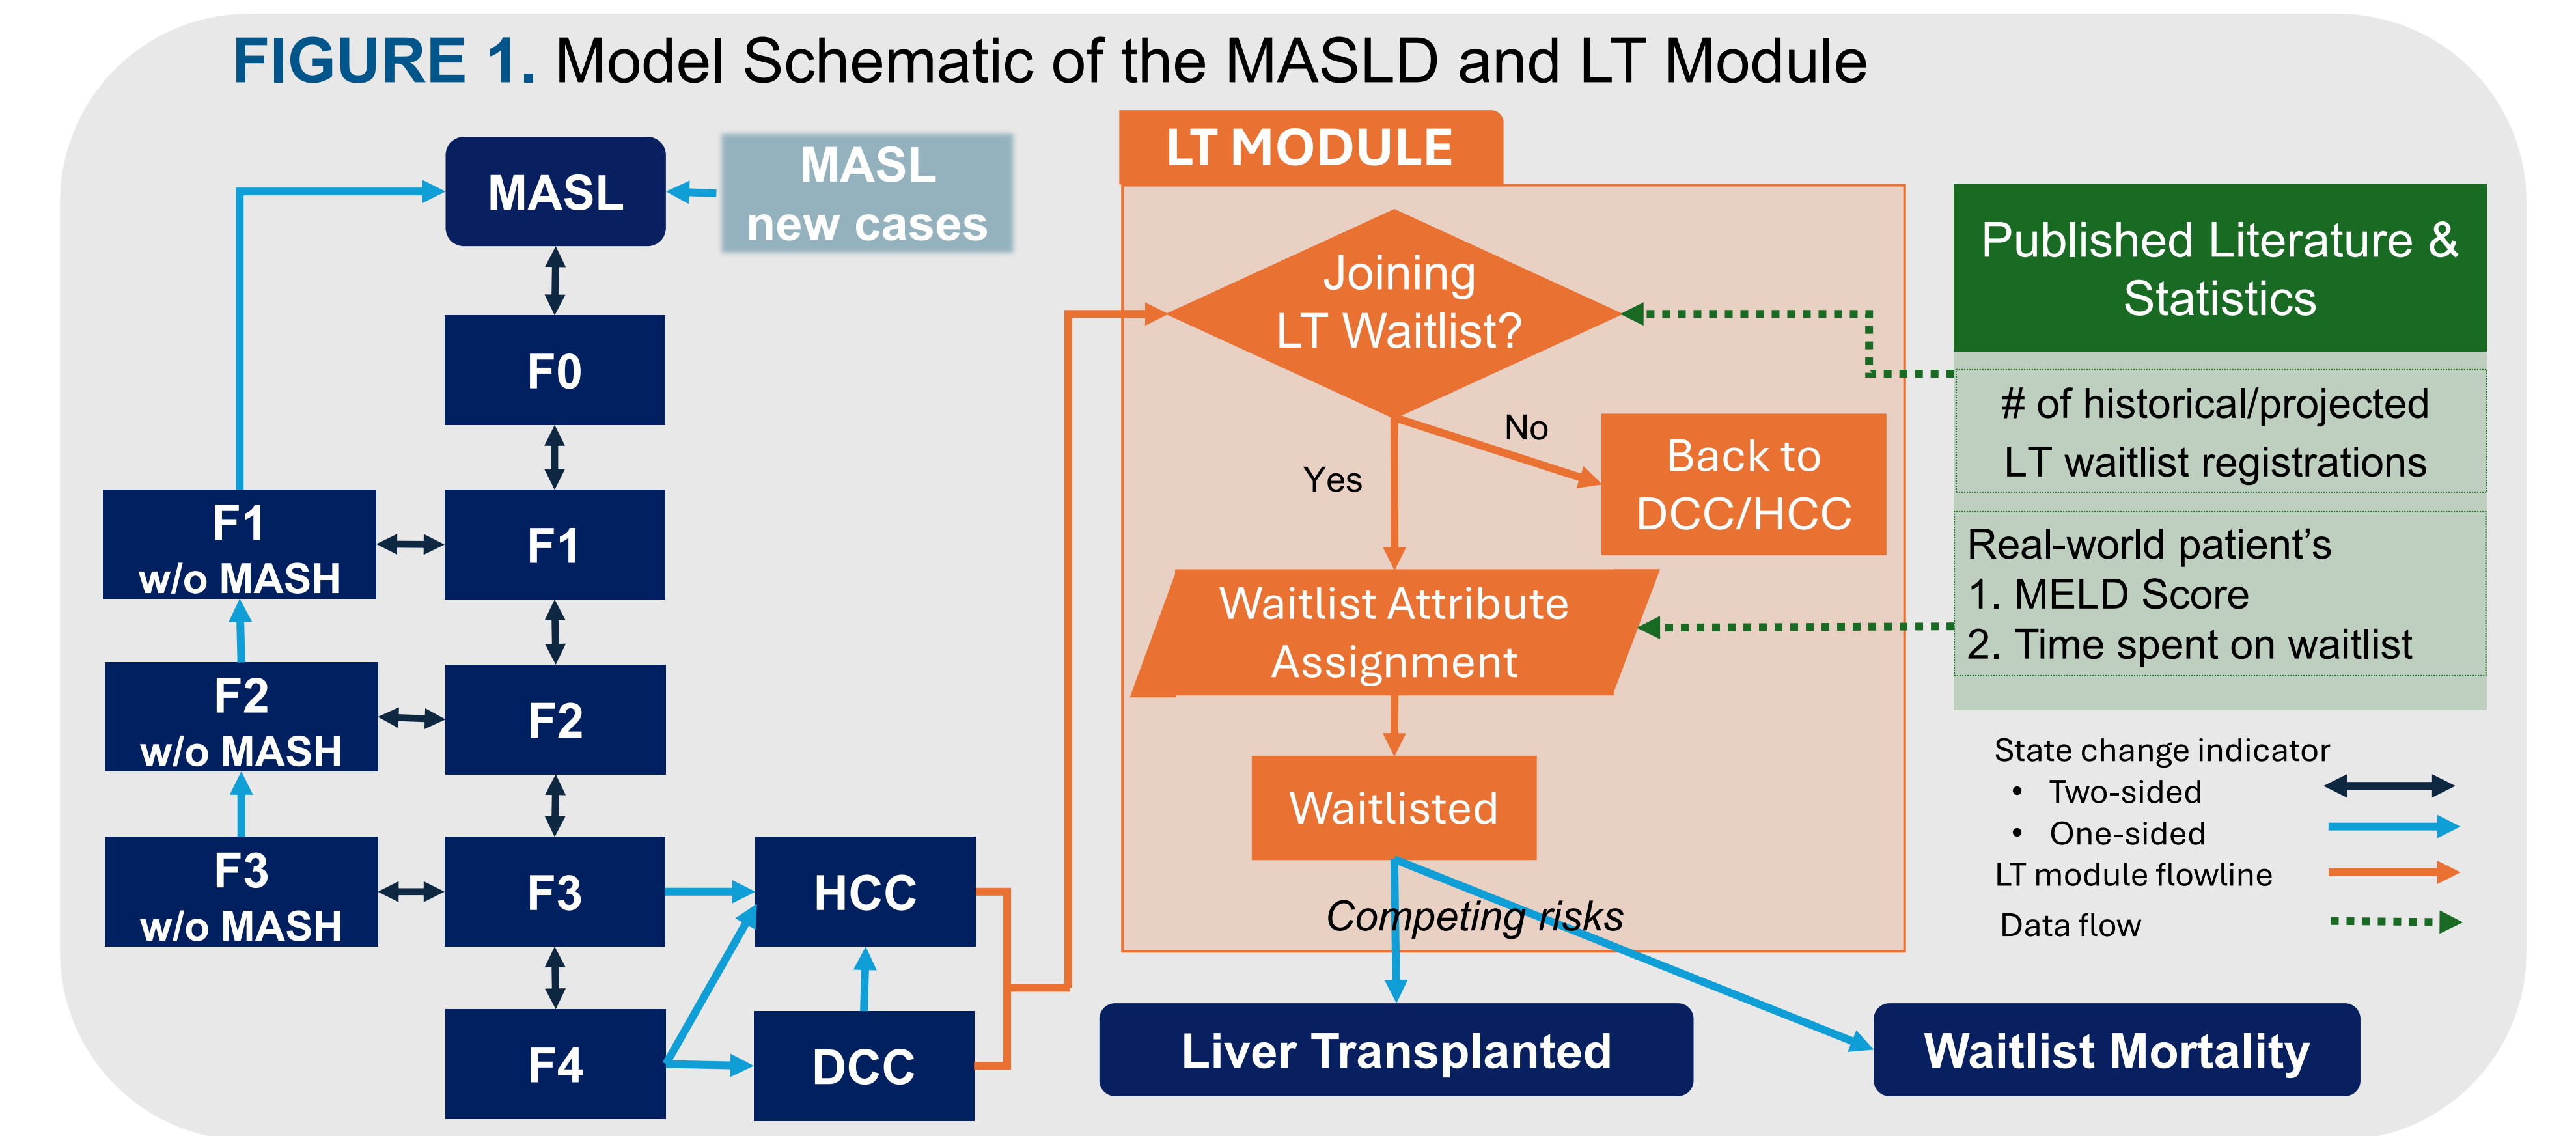 FIGURE 1. Model Schematic of the MASLD and LT Module
MASL
MASL
new cases
F0
F1
w/o MASH
F1
F2
w/o MASH
F2
F3
w/o MASH
F3
HCC
F4
DCC
LT MODULE
Joining
LT Waitlist?
No
Yes
Back to
DCC/HCC
Waitlist Attribute
Assignment
Waitlisted
Competing risks
Liver Transplanted
Waitlist Mortality
Published Literature &
Statistics
# of historical/projected
LT waitlist registrations
Real-world patient’s
1. MELD Score
2. Time spent on waitlist
State change indicator
• Two-sided
• One-sided
LT module flowline
Data flow